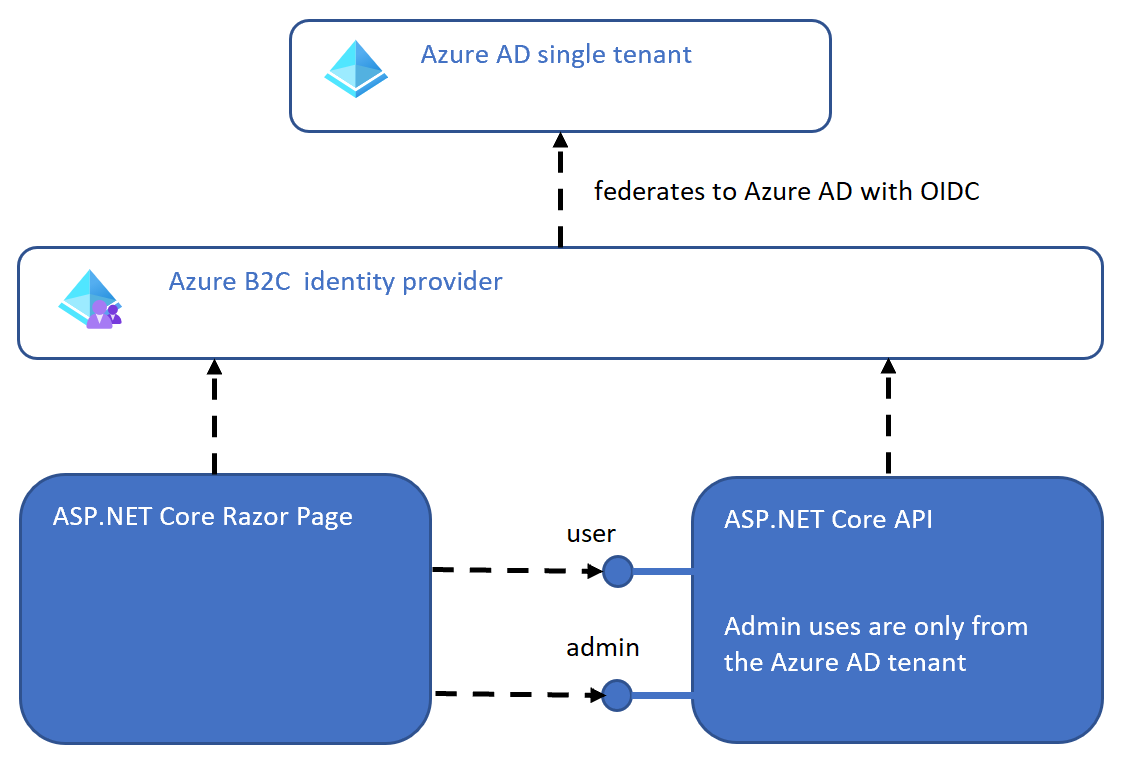 Azure AD single tenant
federates to Azure AD with OIDC
Azure B2C  identity provider
ASP.NET Core Razor Page
user
admin
ASP.NET Core API
Admin uses are only from
the Azure AD tenant